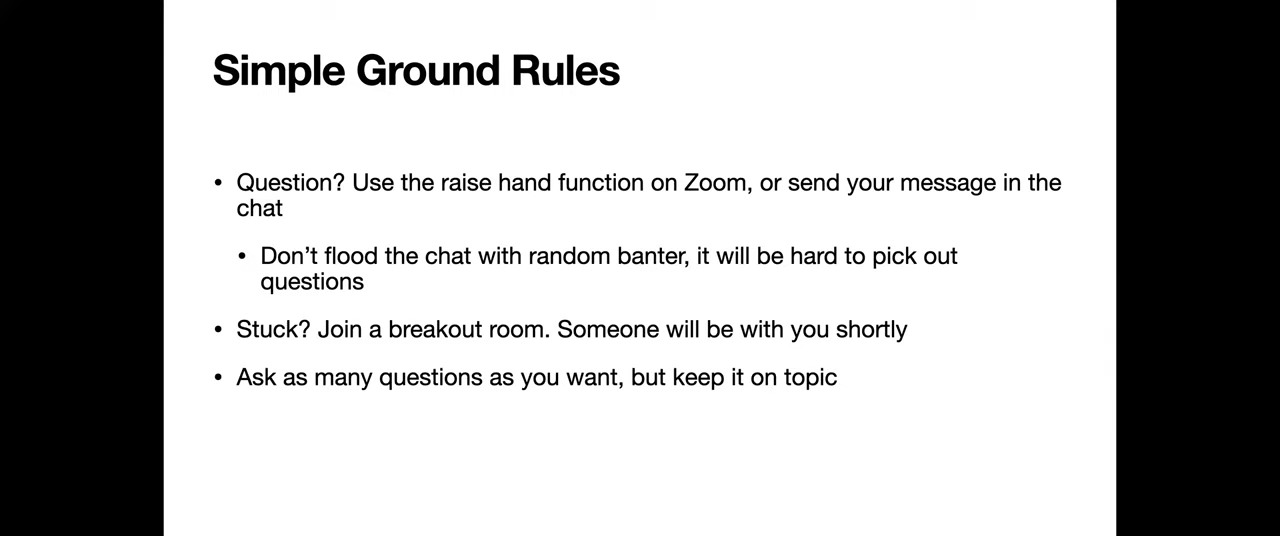 Simple Ground Rules
• Question? Use the raise hand function on Zoom, or send your message in the
chat
• Don’t flood the chat with random banter, it will be hard to pick out
questions
• Stuck? Join a breakout room. Someone will be with you shortly
• Ask as many questions as you want, but keep it on topic